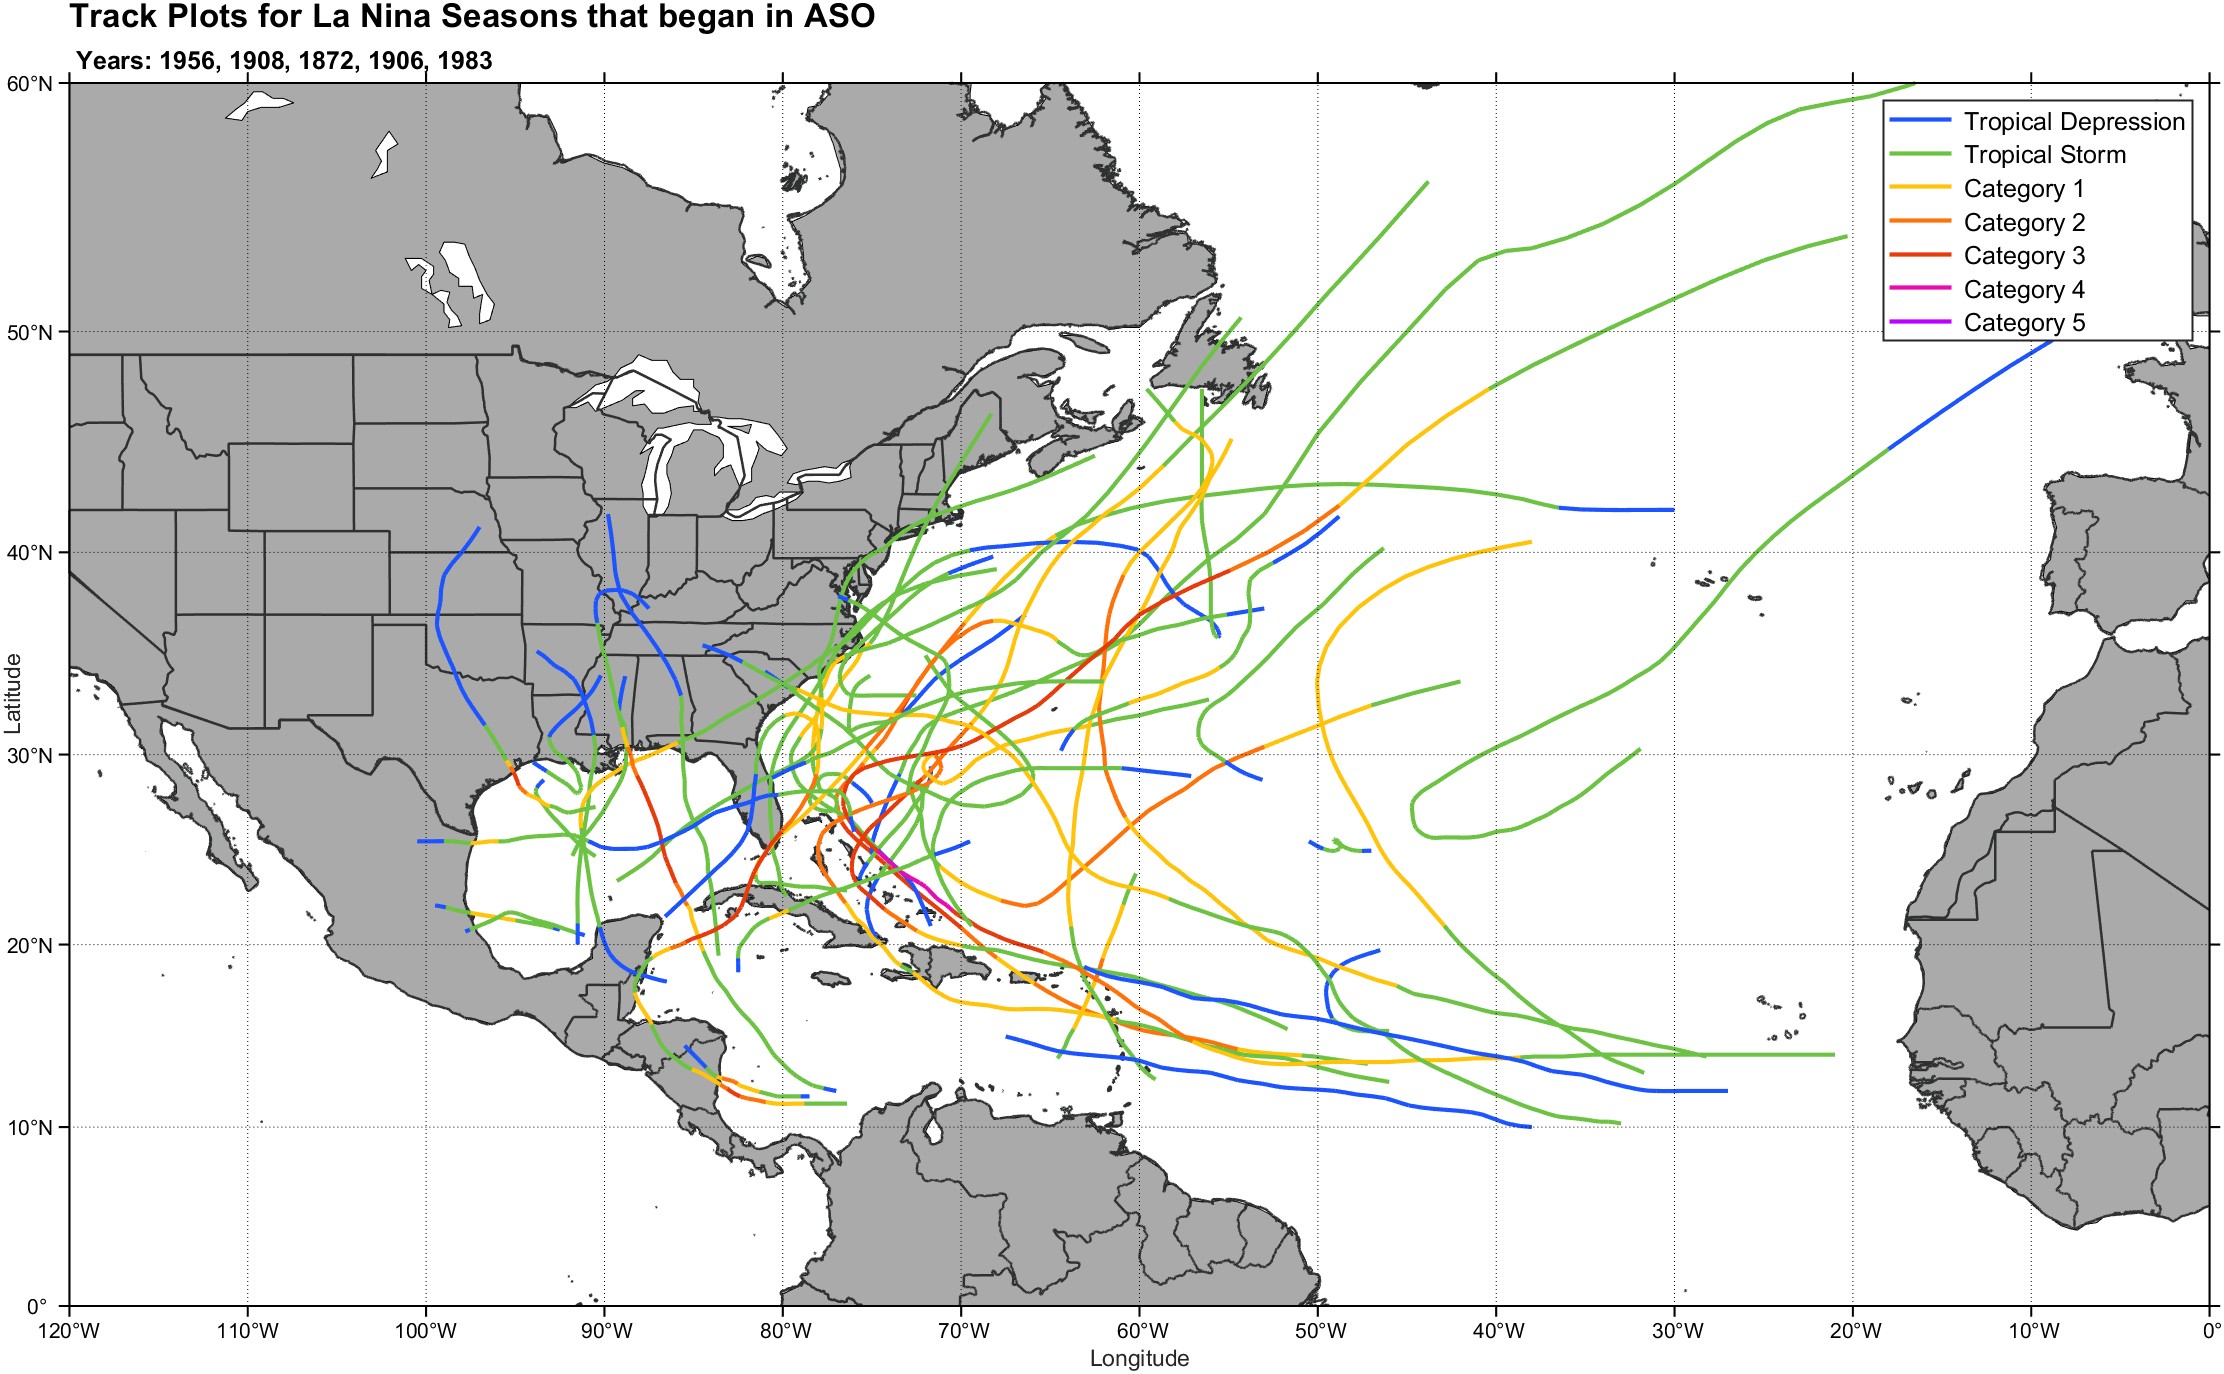 Track Plots for La Nina Seasons that began in ASO
Years: 1956, 1908, 1872, 1906, 1983
60°N
50°N
40°N
30°N
20°N
10°N
0°
Latitude
Tropical Depression
Tropical Storm
Category 1
Category 2
Category 3
Category 4
Category 5
120°W 110°W 100°W 90°W 80°W 70°W 60°W 50°W 40°W 30°W 20°W 10°W 0°
Longitude